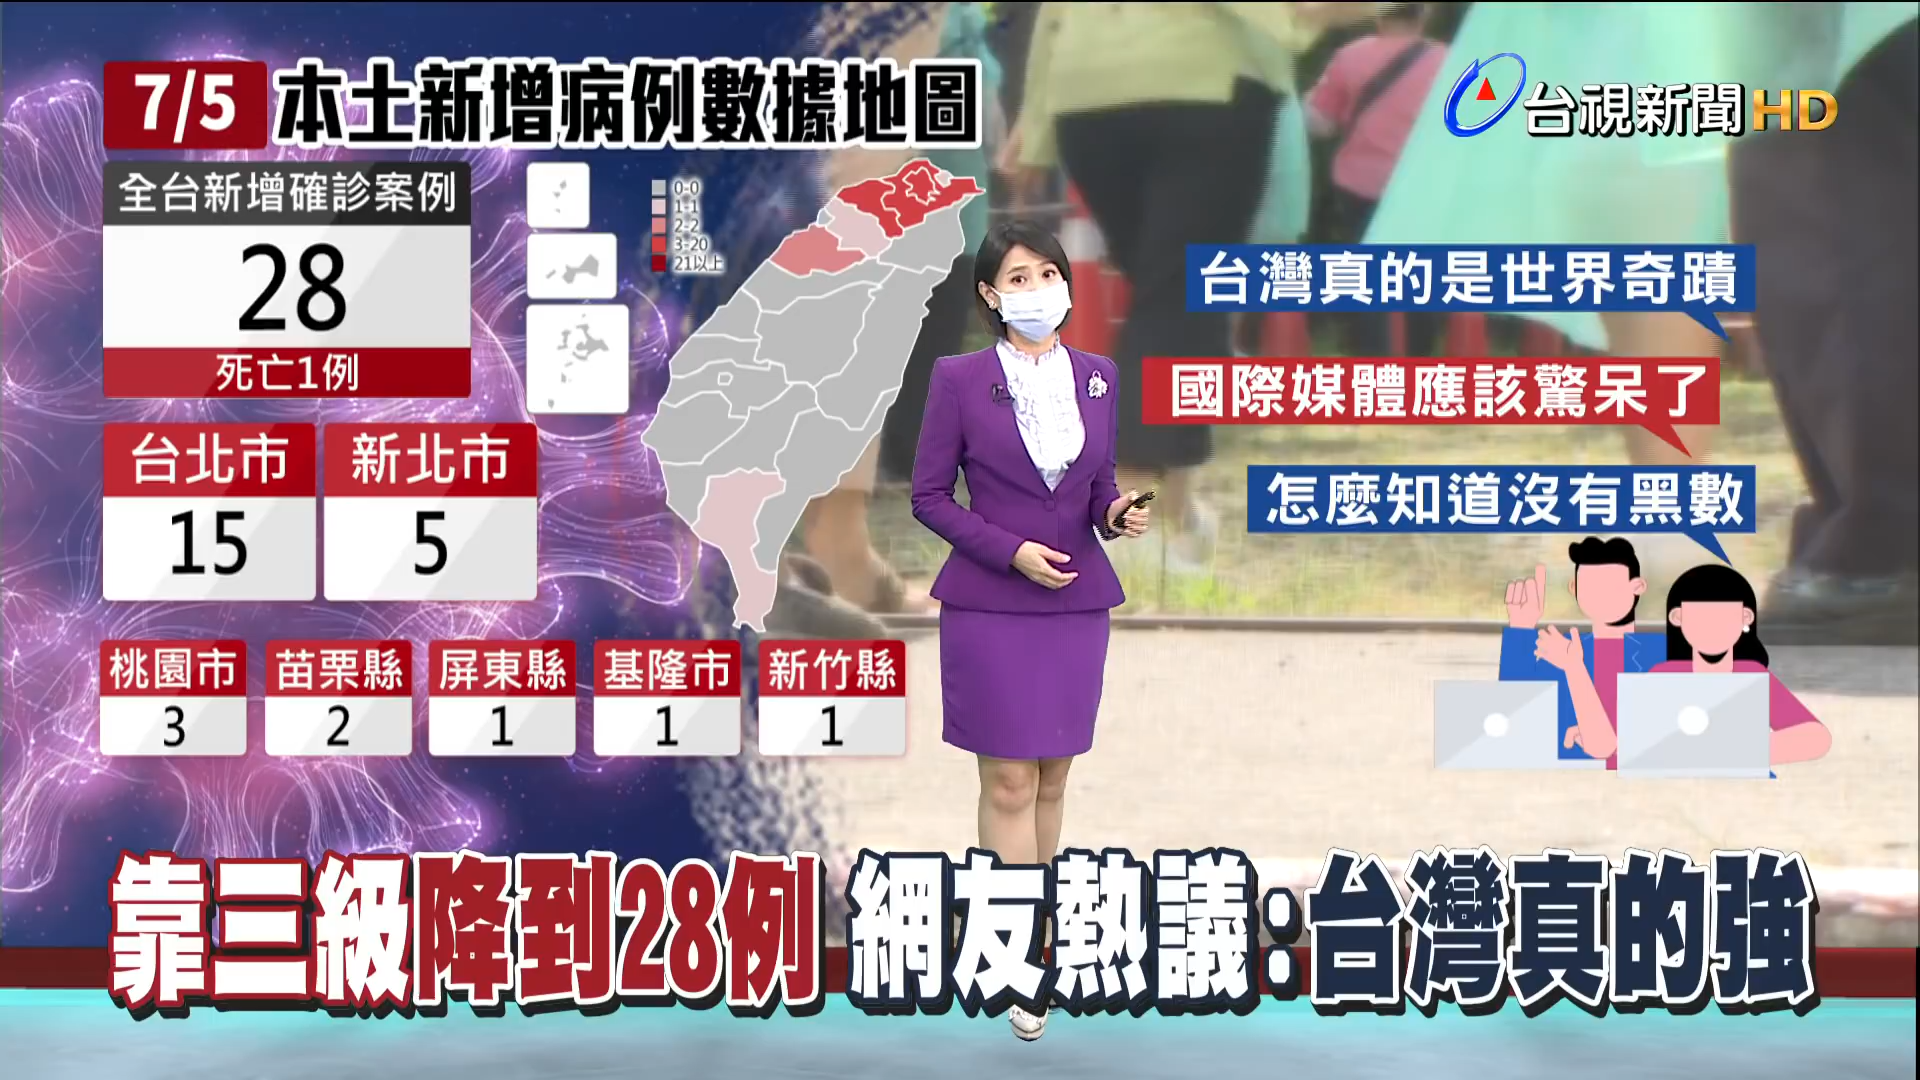 7/5 本土新增病例數據地圖
台視新聞HD
全台新增確診案例
28
死亡1例
0-0
1-1
2-2
3-20
21以上
台北市
15
新北市
5
桃園市
3
苗栗縣
2
屏東縣
1
基隆市
1
新竹縣
1
台灣真的是世界奇蹟
國際媒體應該驚呆了
怎麼知道沒有黑數
靠三級降到28例 網友熱議:台灣真的強